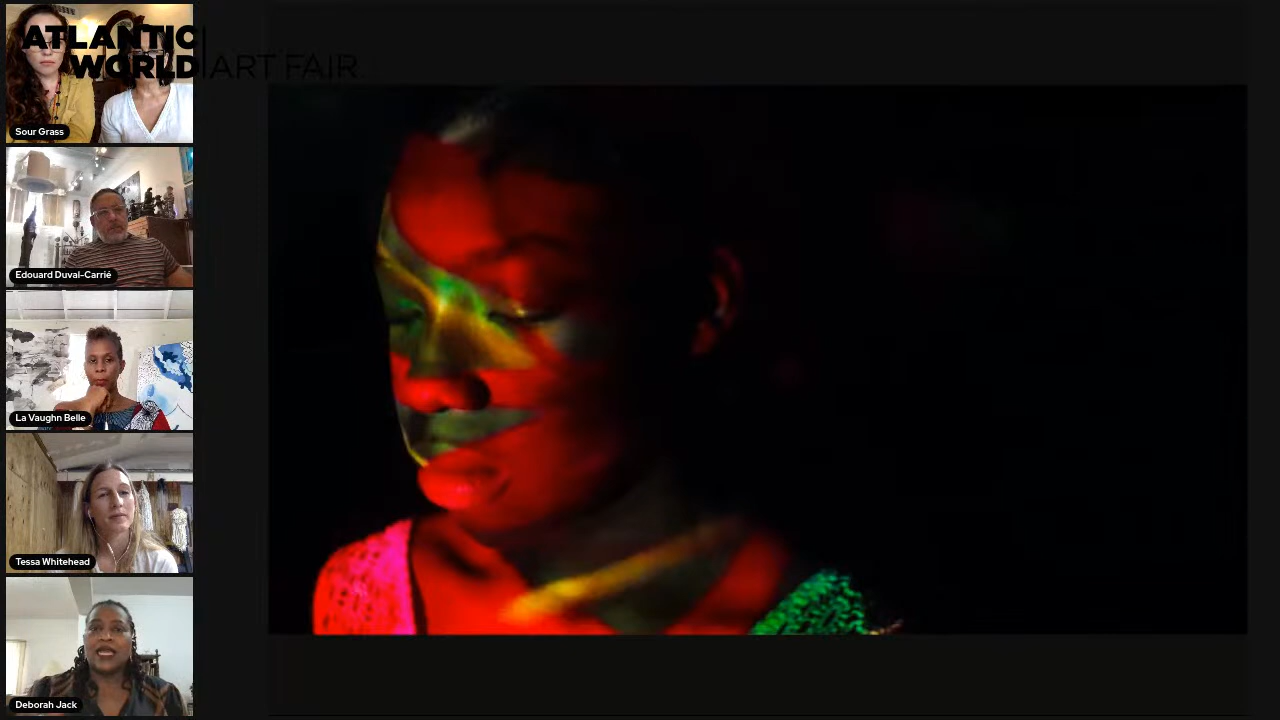 ATLANTIC
WORLD ART FAIR
Sour Grass
Edouard Duval-Carrié
La Vaughn Belle
Tessa Whitehead
Deborah Jack